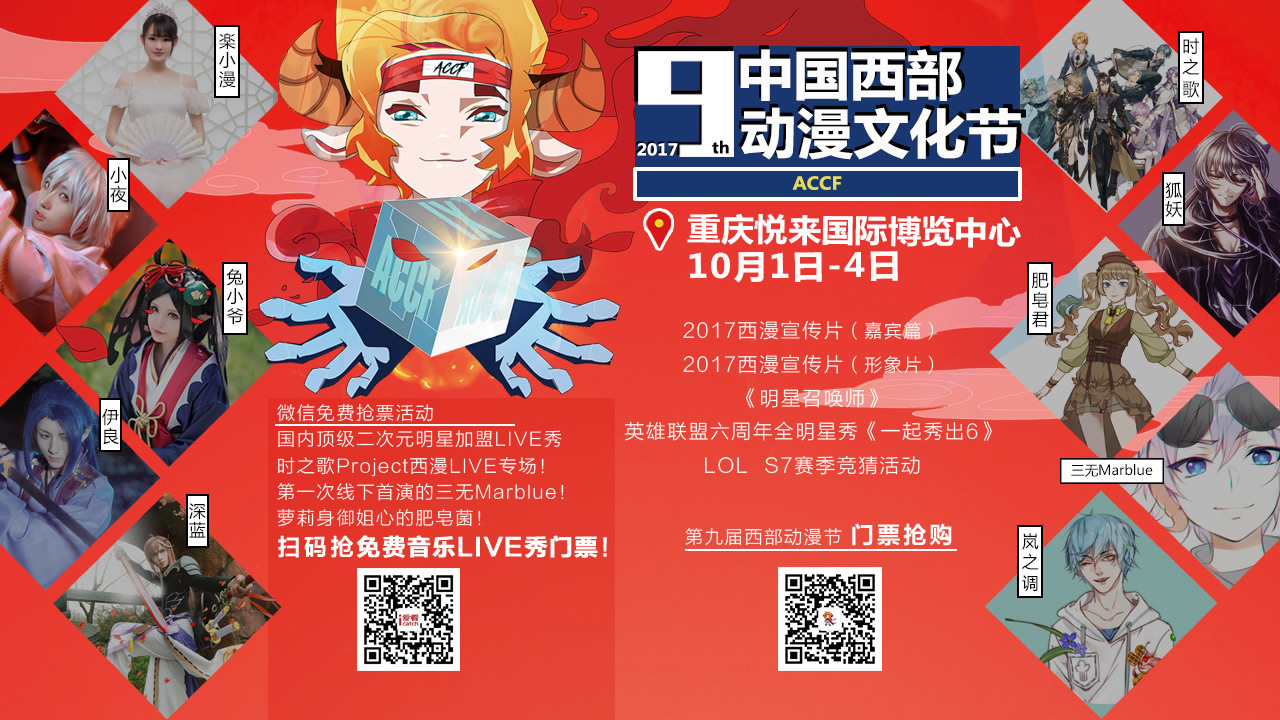 楽小漫
小夜
兔小爷
伊良
深蓝
ACCF
ACCF
ACCF
2017 9th
中国西部
动漫文化节
ACCF
重庆悦来国际博览中心
10月1日-4日
2017西漫宣传片（嘉宾篇）
2017西漫宣传片（形象片）
《明星召唤师》
英雄联盟六周年全明星秀《一起秀出6》
LOL S7赛季竞猜活动
第九届西部动漫节 门票抢购
微信免费抢票活动
国内顶级二次元明星加盟LIVE秀
时之歌Project西漫LIVE专场！
第一次线下首演的三无Marblue！
萝莉身御姐心的肥皂菌！
扫码抢免费音乐LIVE秀门票！
爱看
icatch
时之歌
狐妖
肥皂君
三无Marblue
岚之调